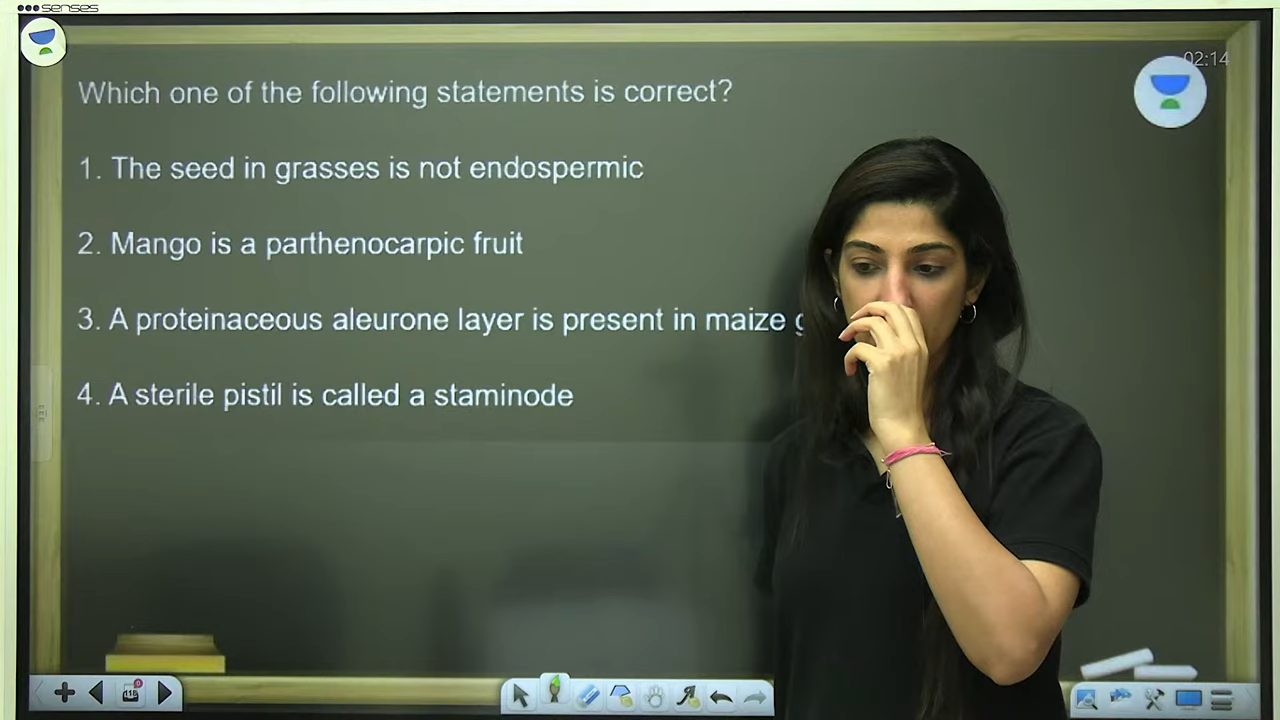 senses
02:14
Which one of the following statements is correct?
1. The seed in grasses is not endospermic
2. Mango is a parthenocarpic fruit
3. A proteinaceous aleurone layer is present in maize
4. A sterile pistil is called a staminode